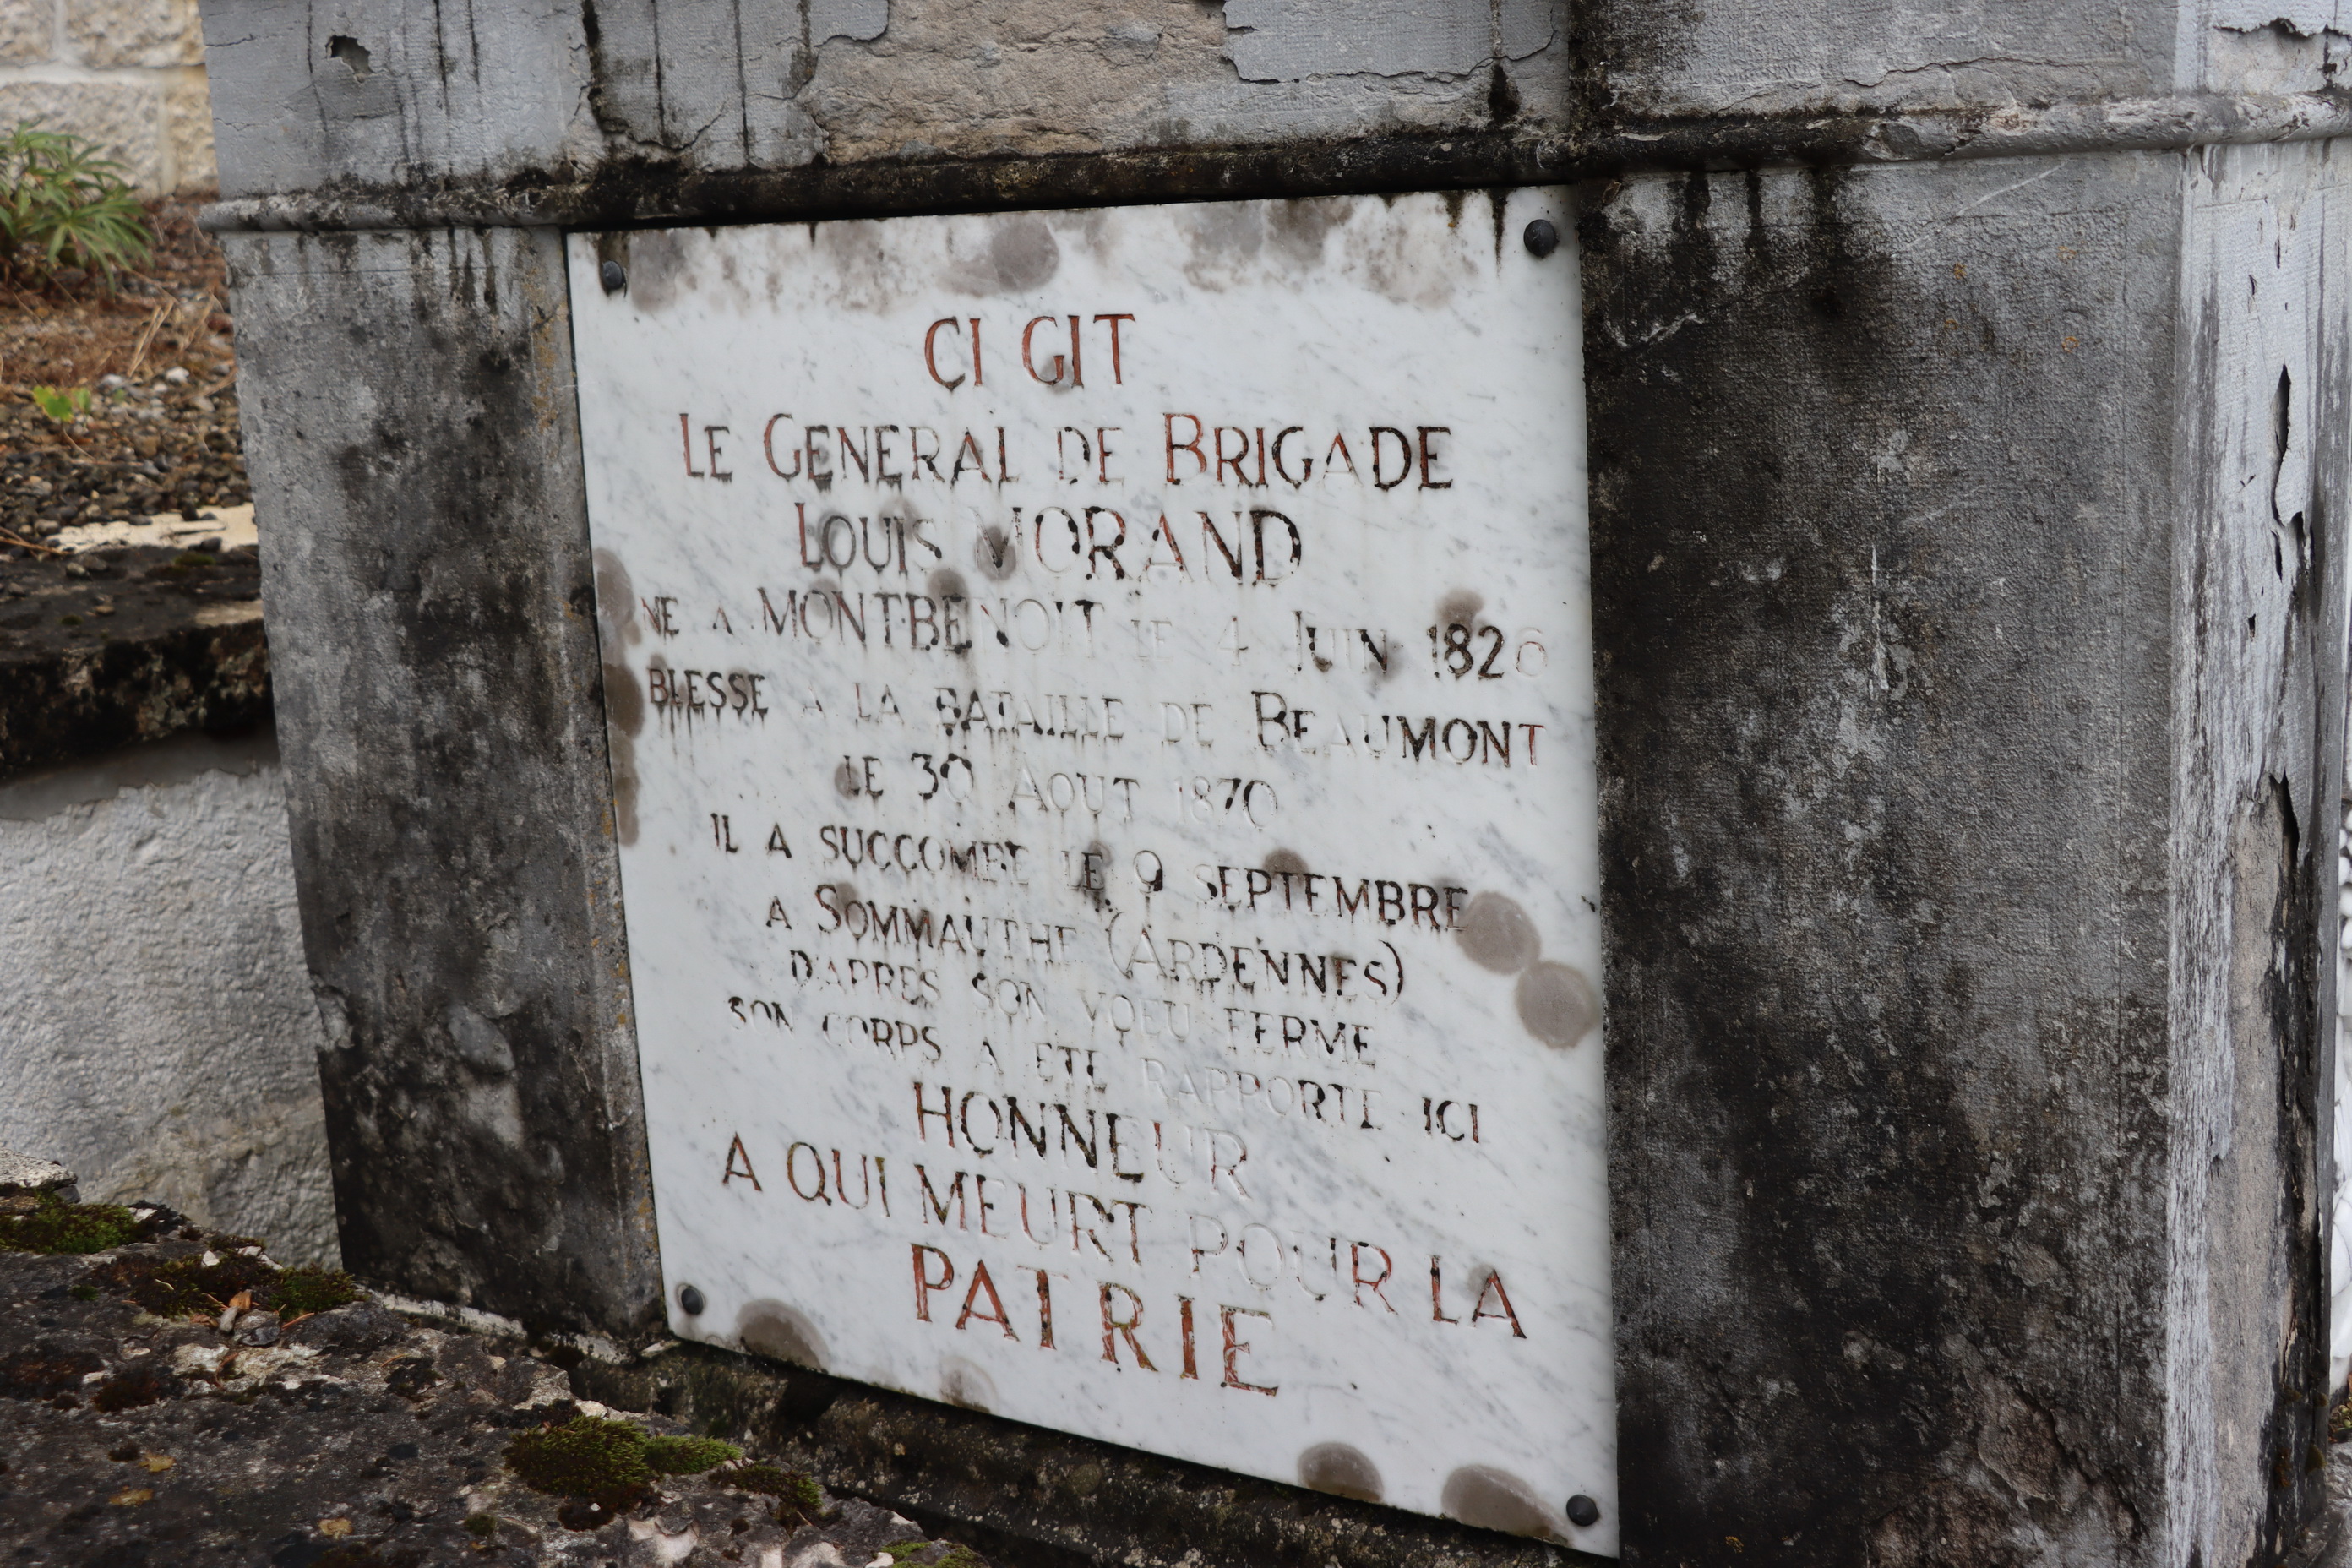 CI GIT
LE GENERAL DE BRIGADE
LOUIS MORAND
NE A MONTBENOIT LE 4 JUIN 1826
BLESSE A LA BATAILLE DE BEAUMONT
LE 30 AOUT 1870
IL A SUCCOMBE LE 9 SEPTEMBRE
A SOMMAUTHE (ARDENNES)
D'APRES SON VOEU FERME
SON CORPS A ETE RAPPORTE ICI
HONNEUR
A QUI MEURT POUR LA
PATRIE